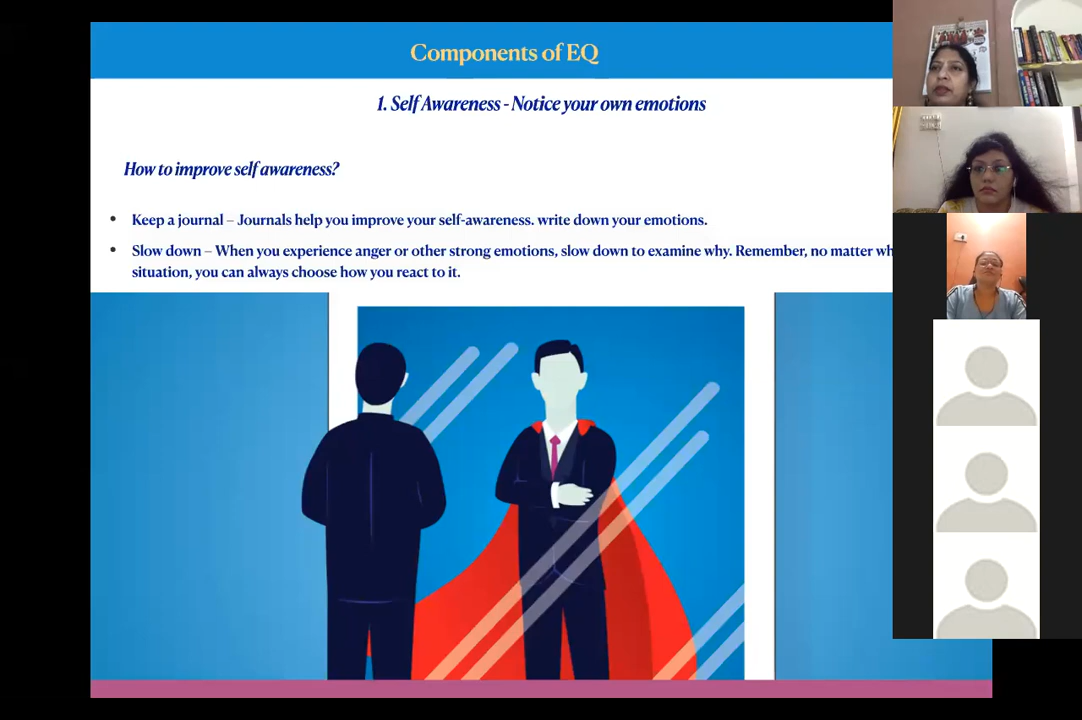 Components of EQ
1. Self Awareness - Notice your own emotions
How to improve self awareness?
• Keep a journal – Journals help you improve your self-awareness. write down your emotions.
• Slow down – When you experience anger or other strong emotions, slow down to examine why. Remember, no matter wh
situation, you can always choose how you react to it.